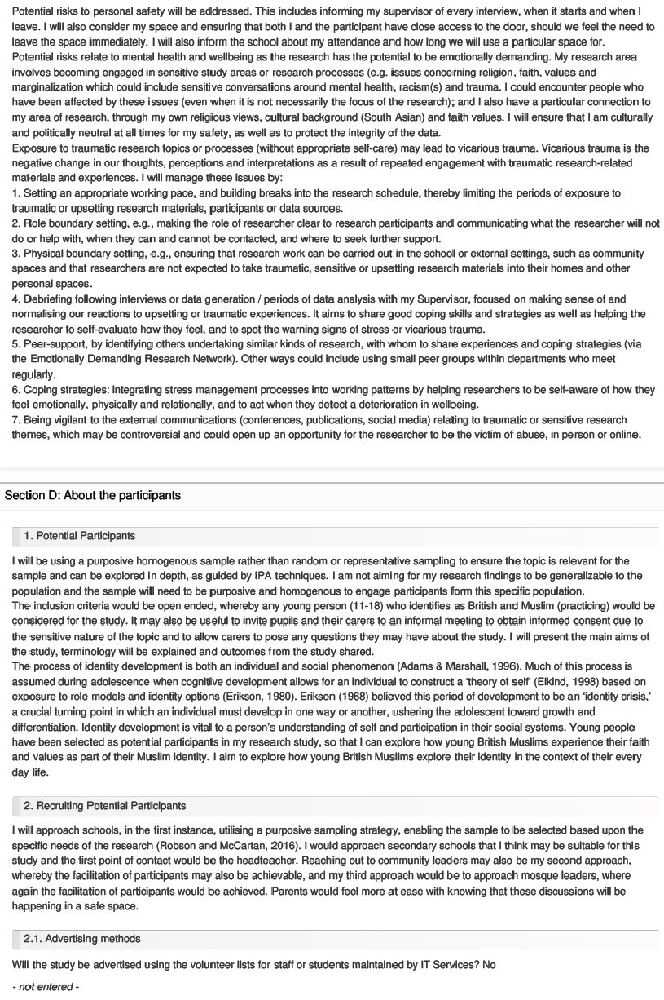 Potential risks to personal safety will be addressed. This includes informing my supervisor of every interview, when it starts and when I
leave. I will also consider my space and ensuring that both I and the participant have close access to the door, should we feel the need to
leave the space immediately. I will also inform the school about my attendance and how long we will use a particular space for.
Potential risks relate to mental health and wellbeing as the research has the potential to be emotionally demanding. My research area
involves becoming engaged in sensitive study areas or research processes (e.g. issues concerning religion, faith, values and
marginalization which could include sensitive conversations around mental health, racism(s) and trauma. I could encounter people who
have been affected by these issues (even when it is not necessarily the focus of the research); and I also have a particular connection to
my area of research, through my own religious views, cultural background (South Asian) and faith values. I will ensure that I am culturally
and politically neutral at all times for my safety, as well as to protect the integrity of the data.
Exposure to traumatic research topics or processes (without appropriate self-care) may lead to vicarious trauma. Vicarious trauma is the
negative change in our thoughts, perceptions and interpretations as a result of repeated engagement with traumatic research-related
materials and experiences. I will manage these issues by:
1. Setting an appropriate working pace, and building breaks into the research schedule, thereby limiting the periods of exposure to
traumatic or upsetting research materials, participants or data sources.
2. Role boundary setting, e.g., making the role of researcher clear to research participants and communicating what the researcher will not
do or help with, when they can and cannot be contacted, and where to seek further support.
3. Physical boundary setting, e.g., ensuring that research work can be carried out in the school or external settings, such as community
spaces and that researchers are not expected to take traumatic, sensitive or upsetting research materials into their homes and other
personal spaces.
4. Debriefing following interviews or data generation / periods of data analysis with my Supervisor, focused on making sense of and
normalising our reactions to upsetting or traumatic experiences. It aims to share good coping skills and strategies as well as helping the
researcher to self-evaluate how they feel, and to spot the warning signs of stress or vicarious trauma.
5. Peer-support, by identifying others undertaking similar kinds of research, with whom to share experiences and coping strategies (via
the Emotionally Demanding Research Network). Other ways could include using small peer groups within departments who meet
regularly.
6. Coping strategies: integrating stress management processes into working patterns by helping researchers to be self-aware of how they
feel emotionally, physically and relationally, and to act when they detect a deterioration in wellbeing.
7. Being vigilant to the external communications (conferences, publications, social media) relating to traumatic or sensitive research
themes, which may be controversial and could open up an opportunity for the researcher to be the victim of abuse, in person or online.
Section D: About the participants
1. Potential Participants
I will be using a purposive homogenous sample rather than random or representative sampling to ensure the topic is relevant for the
sample and can be explored in depth, as guided by IPA techniques. I am not aiming for my research findings to be generalizable to the
population and the sample will need to be purposive and homogenous to engage participants form this specific population.
The inclusion criteria would be open ended, whereby any young person (11-18) who identifies as British and Muslim (practicing) would be
considered for the study. It may also be useful to invite pupils and their carers to an informal meeting to obtain informed consent due to
the sensitive nature of the topic and to allow carers to pose any questions they may have about the study. I will present the main aims of
the study, terminology will be explained and outcomes from the study shared.
The process of identity development is both an individual and social phenomenon (Adams & Marshall, 1996). Much of this process is
assumed during adolescence when cognitive development allows for an individual to construct a 'theory of self' (Elkind, 1998) based on
exposure to role models and identity options (Erikson, 1980). Erikson (1968) believed this period of development to be an 'identity crisis,'
a crucial turning point in which an individual must develop in one way or another, ushering the adolescent toward growth and
differentiation. Identity development is vital to a person's understanding of self and participation in their social systems. Young people
have been selected as potential participants in my research study, so that I can explore how young British Muslims experience their faith
and values as part of their Muslim identity. I aim to explore how young British Muslims explore their identity in the context of their every
day life.
2. Recruiting Potential Participants
I will approach schools, in the first instance, utilising a purposive sampling strategy, enabling the sample to be selected based upon the
specific needs of the research (Robson and McCartan, 2016). I would approach secondary schools that I think may be suitable for this
study and the first point of contact would be the headteacher. Reaching out to community leaders may also be my second approach,
whereby the facilitation of participants may also be achievable, and my third approach would be to approach mosque leaders, where
again the facilitation of participants would be achieved. Parents would feel more at ease with knowing that these discussions will be
happening in a safe space.
2.1. Advertising methods
Will the study be advertised using the volunteer lists for staff or students maintained by IT Services? No
- not entered -